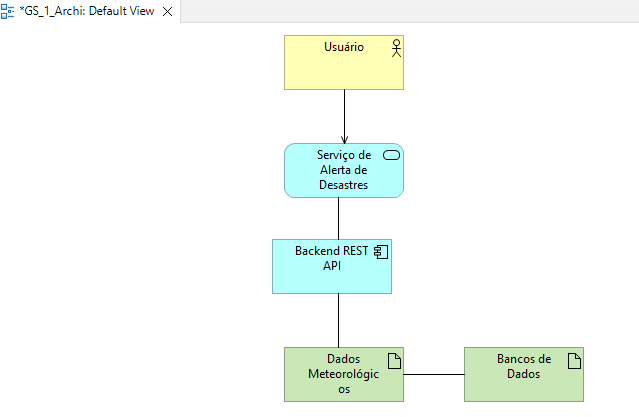 *GS_1_Archi: Default View
Usuário
Serviço de
Alerta de
Desastres
Backend REST
API
Dados
Meteorológic
os
Bancos de
Dados